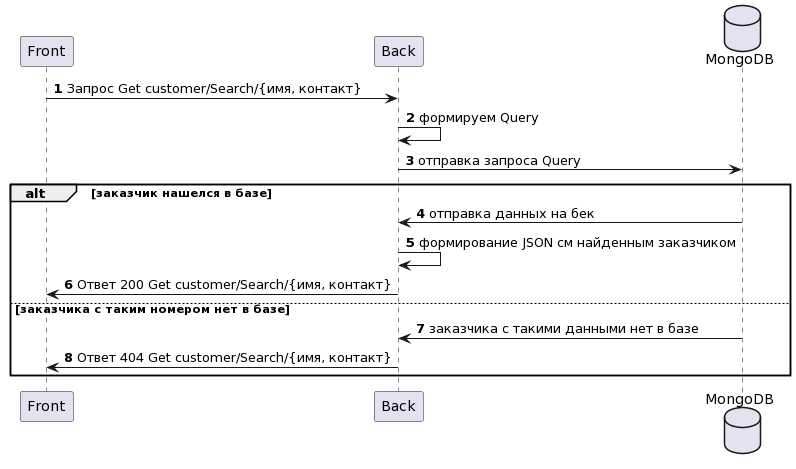 MongoDB
Front
Back
1 Запрос Get customer/Search/{имя, контакт}
2 формируем Query
3 отправка запроса Query
alt [заказчик нашелся в базе]
4 отправка данных на бек
5 формирование JSON см найденным заказчиком
6 Ответ 200 Get customer/Search/{имя, контакт}
[заказчика с таким номером нет в базе]
7 заказчика с такими данными нет в базе
8 Ответ 404 Get customer/Search/{имя, контакт}
Front
Back
MongoDB